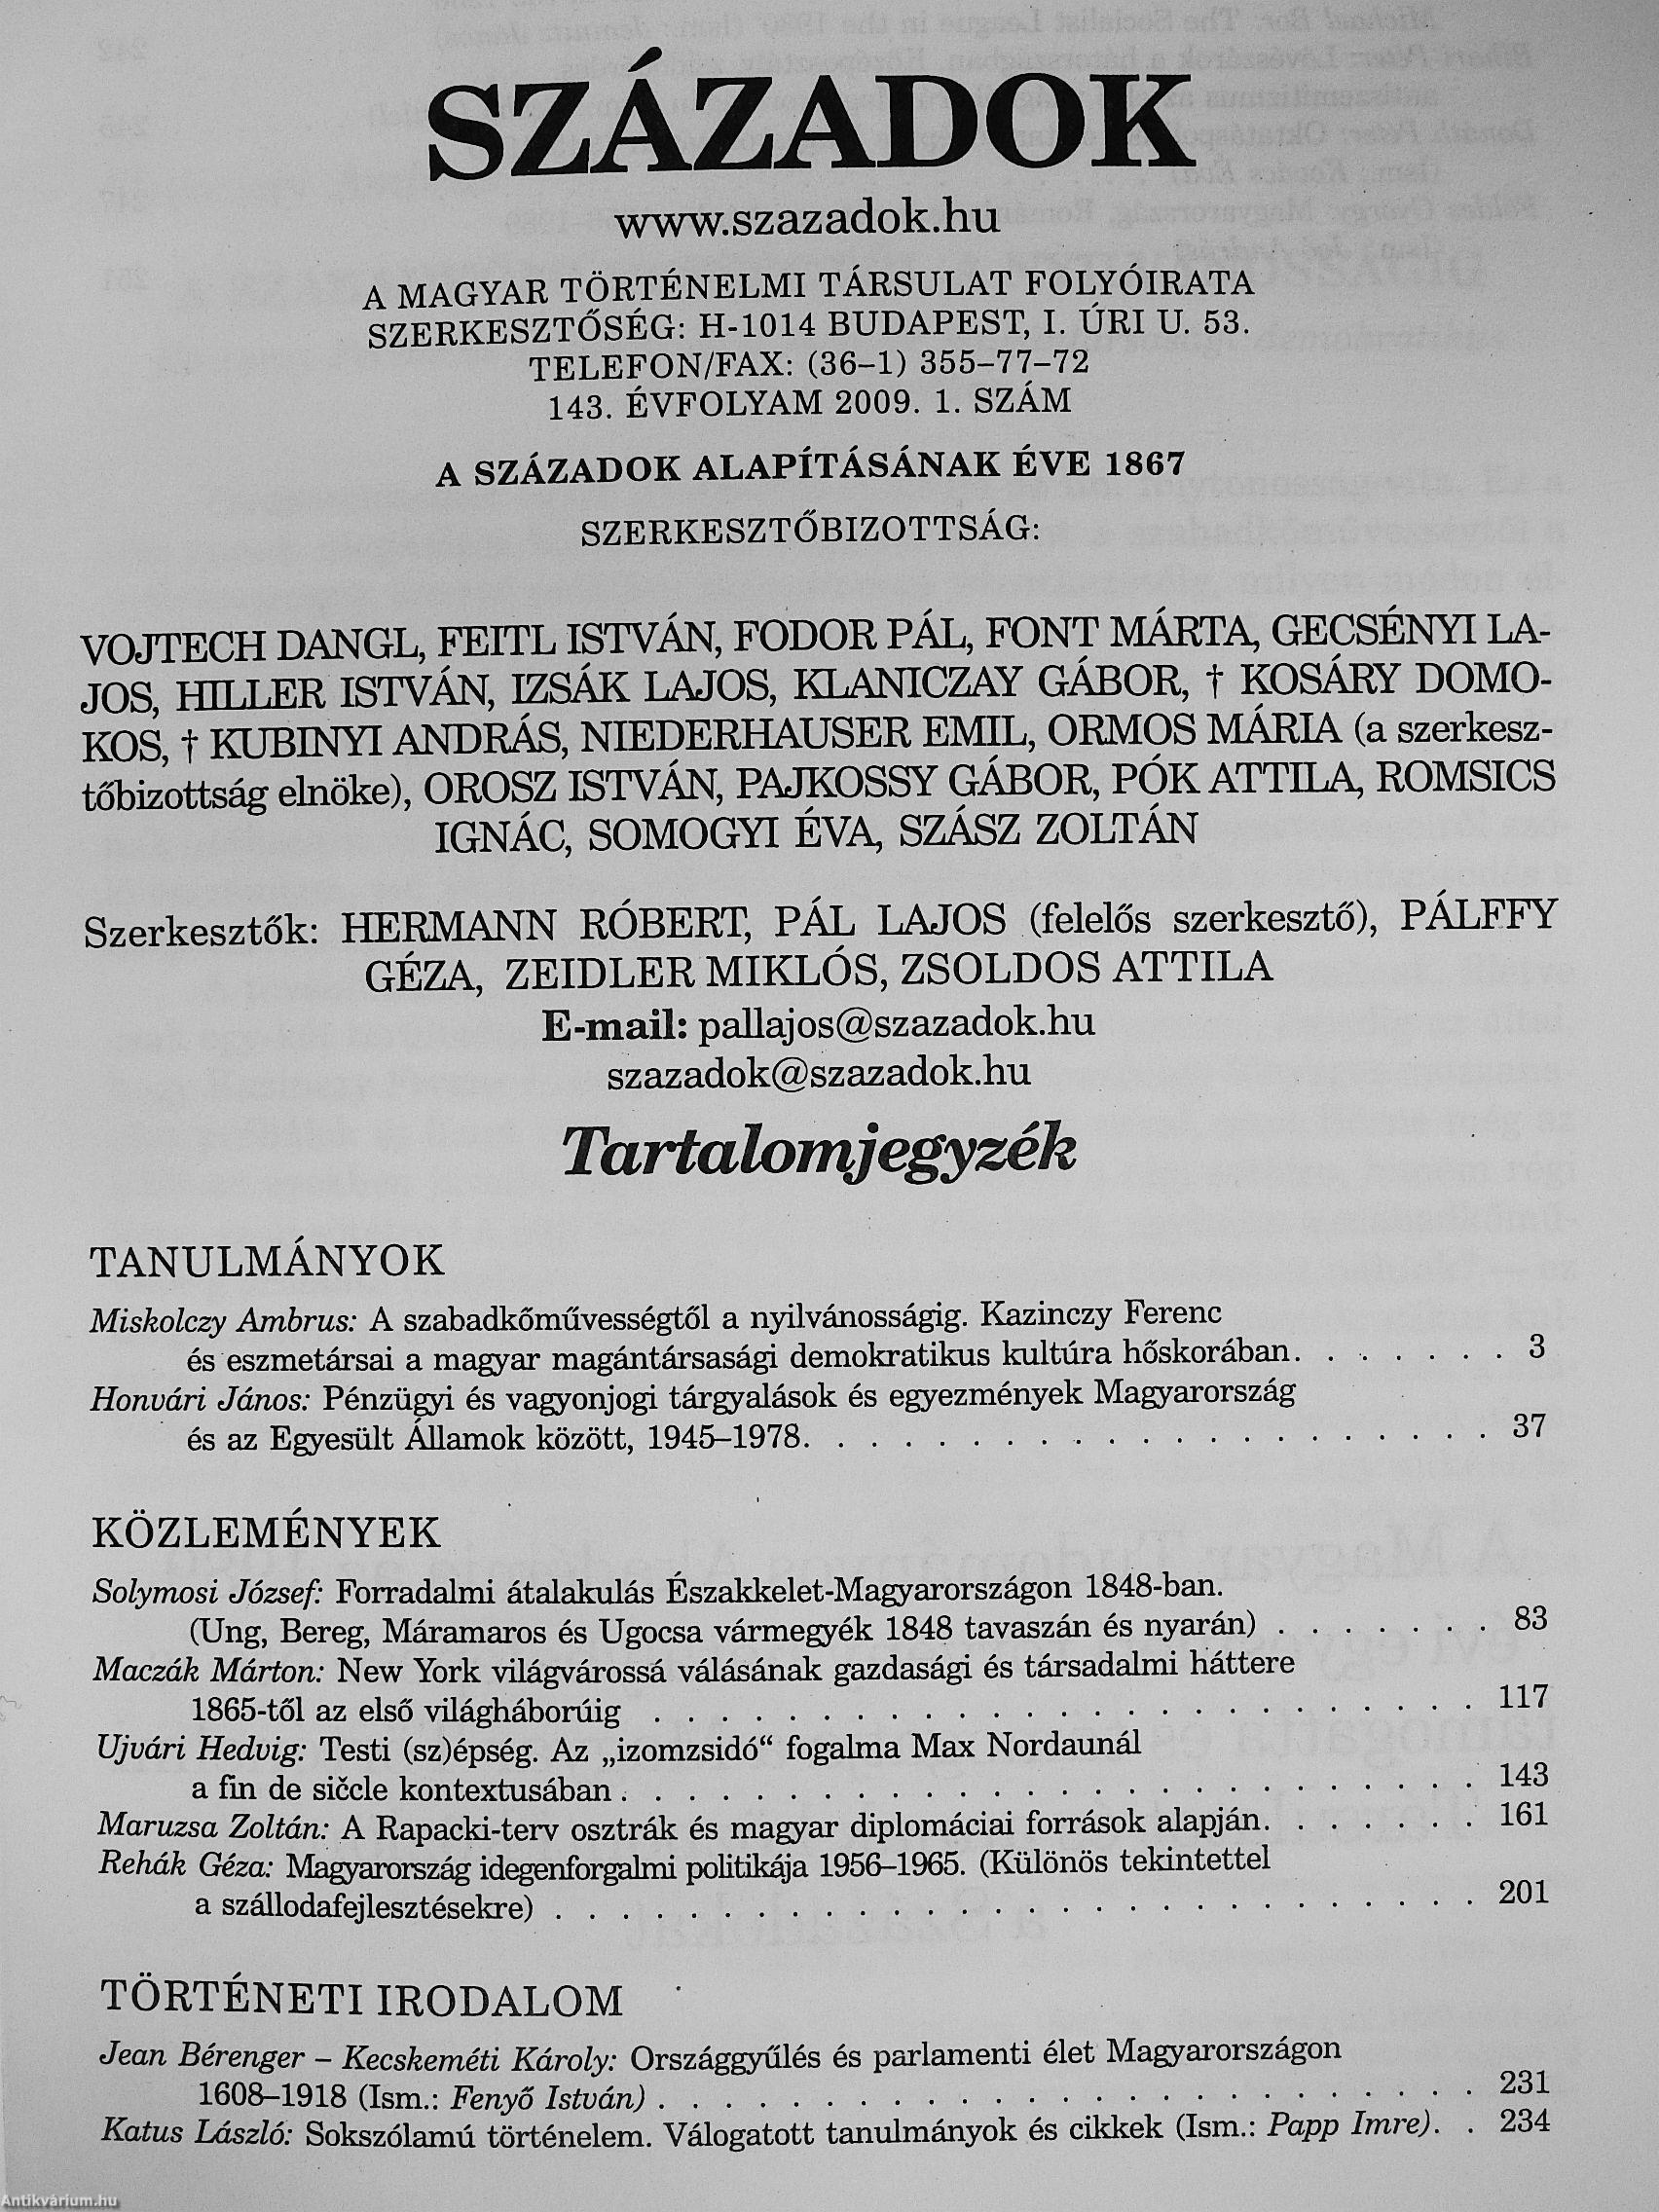 SZÁZADOK
www.szazadok.hu
A MAGYAR TÖRTÉNELMI TÁRSULAT FOLYÓIRATA
SZERKESZTŐSÉG: H-1014 BUDAPEST, I. ÚRI U. 53.
TELEFON/FAX: (36–1) 355–77–72
143. ÉVFOLYAM 2009. 1. SZÁM
A SZÁZADOK ALAPÍTÁSÁNAK ÉVE 1867
SZERKESZTŐBIZOTTSÁG:
VOJTECH DANGL, FEITL ISTVÁN, FODOR PÁL, FONT MÁRTA, GECSÉNYI LA-
JOS, HILLER ISTVÁN, IZSÁK LAJOS, KLANICZAY GÁBOR, † KOSÁRY DOMO-
KOS, † KUBINYI ANDRÁS, NIEDERHAUSER EMIL, ORMOS MÁRIA (a szerkesz-
tőbizottság elnöke), OROSZ ISTVÁN, PAJKOSSY GÁBOR, PÓK ATTILA, ROMSICS
IGNÁC, SOMOGYI ÉVA, SZÁSZ ZOLTÁN
Szerkesztők: HERMANN RÓBERT, PÁL LAJOS (felelős szerkesztő), PÁLFFY
GÉZA, ZEIDLER MIKLÓS, ZSOLDOS ATTILA
E-mail: pallajos@szazadok.hu
szazadok@szazadok.hu
Tartalomjegyzék
TANULMÁNYOK
Miskolczy Ambrus: A szabadkőművességtől a nyilvánosságig. Kazinczy Ferenc
és eszmetársai a magyar magántársasági demokratikus kultúra hőskorában. . . . . . . . 3
Honvári János: Pénzügyi és vagyonjogi tárgyalások és egyezmények Magyarország
és az Egyesült Államok között, 1945–1978. . . . . . . . . . . . . . . . . . . . . 37
KÖZLEMÉNYEK
Solymosi József: Forradalmi átalakulás Északkelet-Magyarországon 1848-ban.
(Ung, Bereg, Máramaros és Ugocsa vármegyék 1848 tavaszán és nyarán) . . . . . . . 83
Maczák Márton: New York világvárossá válásának gazdasági és társadalmi háttere
1865-től az első világháborúig . . . . . . . . . . . . . . . . . . . . . . . . . 117
Ujvári Hedvig: Testi (sz)épség. Az „izomzsidó“ fogalma Max Nordaunál
a fin de sičcle kontextusában . . . . . . . . . . . . . . . . . . . . . . . . . . 143
Maruzsa Zoltán: A Rapacki-terv osztrák és magyar diplomáciai források alapján. . . . . . . 161
Rehák Géza: Magyarország idegenforgalmi politikája 1956–1965. (Különös tekintettel
a szállodafejlesztésekre) . . . . . . . . . . . . . . . . . . . . . . . . . . . . 201
TÖRTÉNETI IRODALOM
Jean Bérenger – Kecskeméti Károly: Országgyűlés és parlamenti élet Magyarországon
1608–1918 (Ism.: Fenyő István) . . . . . . . . . . . . . . . . . . . . . . . . . 231
Katus László: Sokszólamú történelem. Válogatott tanulmányok és cikkek (Ism.: Papp Imre). . 234
Antikvárium.hu